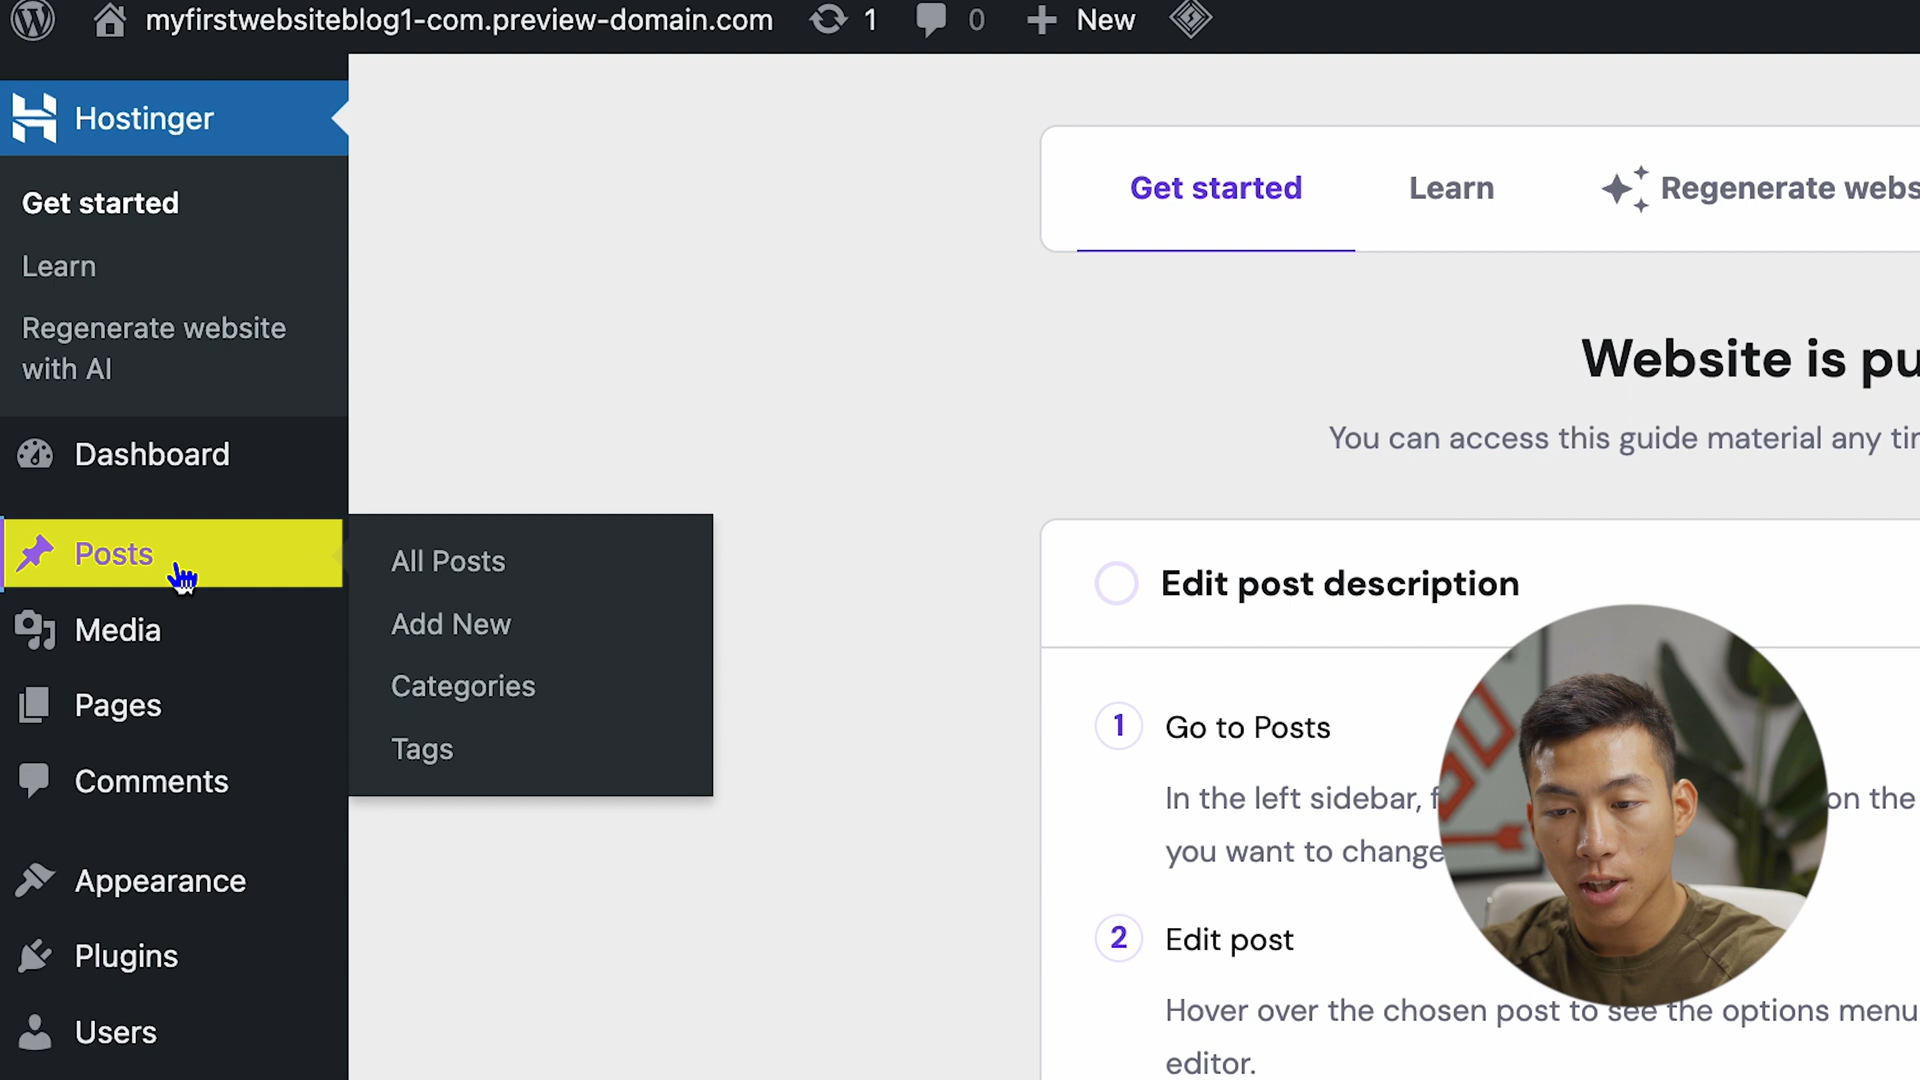 myfirstwebsiteblog1-com.preview-domain.com 1 0 New
Hostinger
Get started
Learn
Regenerate website
with AI
Dashboard
Posts
Media
Pages
Comments
Appearance
Plugins
Users
All Posts
Add New
Categories
Tags
Get started Learn Regenerate webs
Website is pu
You can access this guide material any tir
Edit post description
1 Go to Posts
In the left sidebar, on the
you want to change
2 Edit post
Hover over the chosen post to see the options menu
editor.